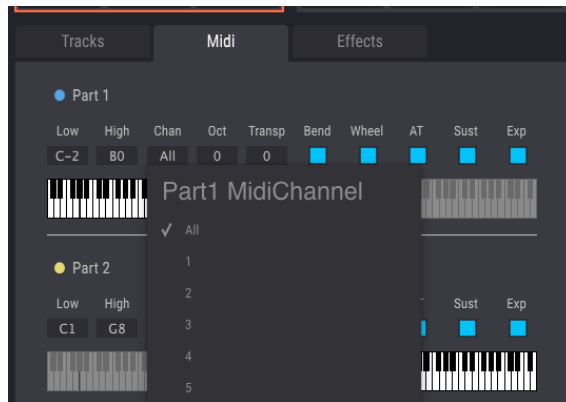 Tracks Midi Effects
Part 1
Low High Chan Oct Transp Bend Wheel AT Sust Exp
C-2 B0 All 0 0
Part1 MidiChannel
✓ All
1
Part 2
2
Low High Sust Exp
3
C1 G8
4
5